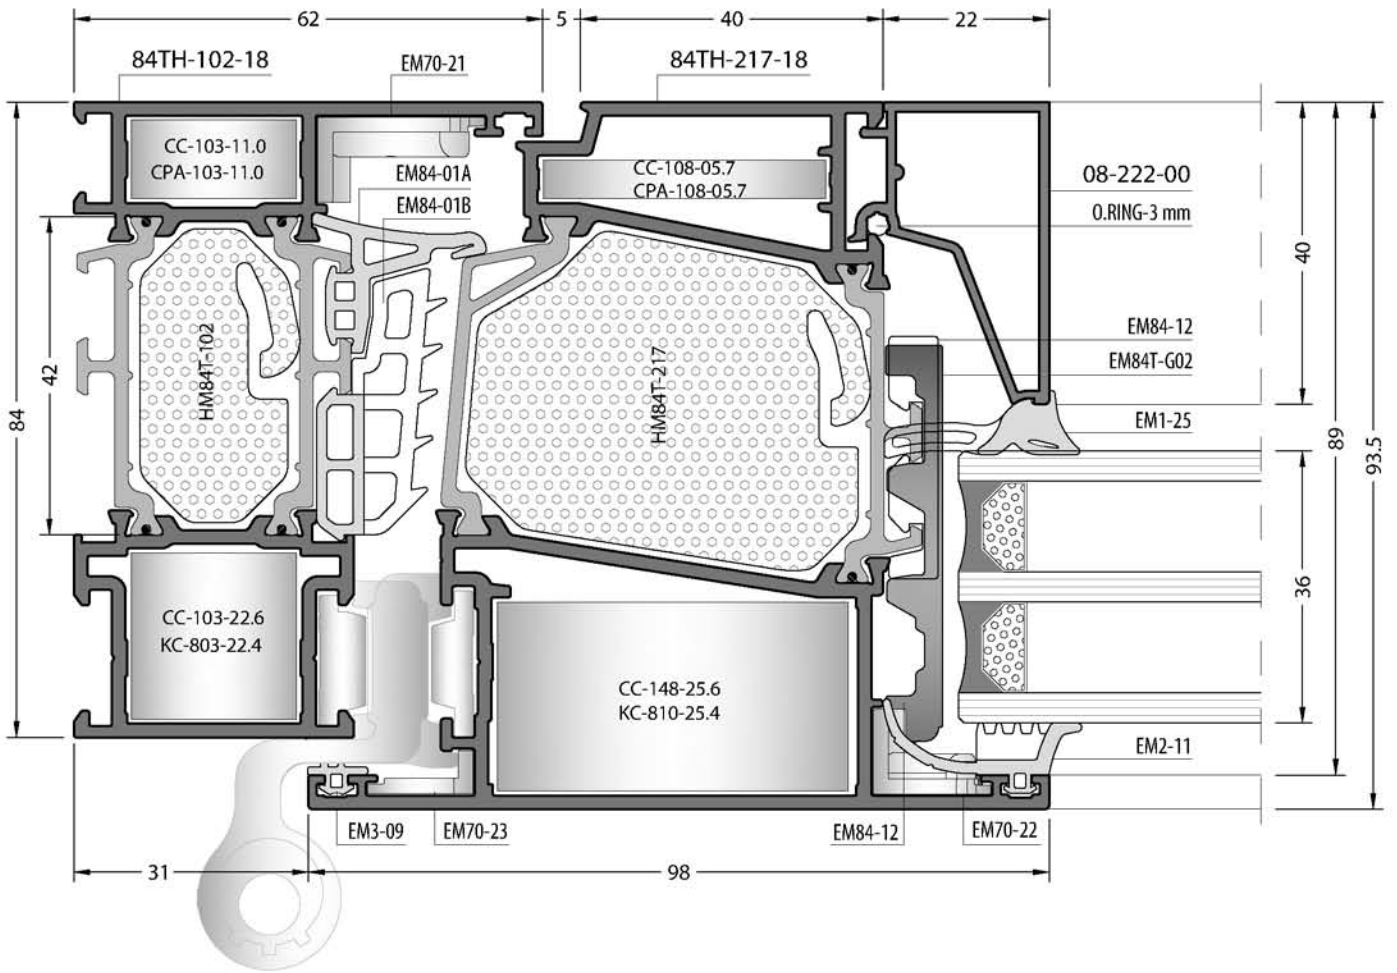 62
5
40
22
84TH-102-18
EM70-21
84TH-217-18
CC-103-11.0
CPA-103-11.0
EM84-01A
EM84-01B
CC-108-05.7
CPA-108-05.7
08-222-00
O.RING-3 mm
40
EM84-12
EM84T-G02
EM1-25
42
84
HM84T-102
HM84T-217
89
93.5
36
CC-103-22.6
KC-803-22.4
CC-148-25.6
KC-810-25.4
EM2-11
EM3-09
EM70-23
EM84-12
EM70-22
31
98